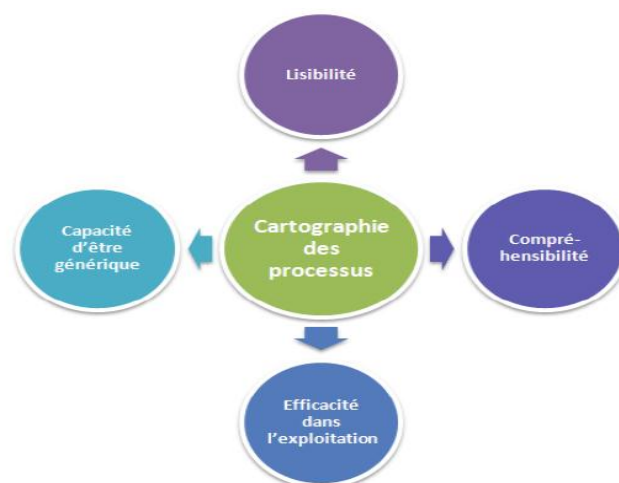 Lisibilité
Capacité
d'être
générique
Cartographie
des
processus
Compré-
hensibilité
Efficacité
dans
l'exploitation